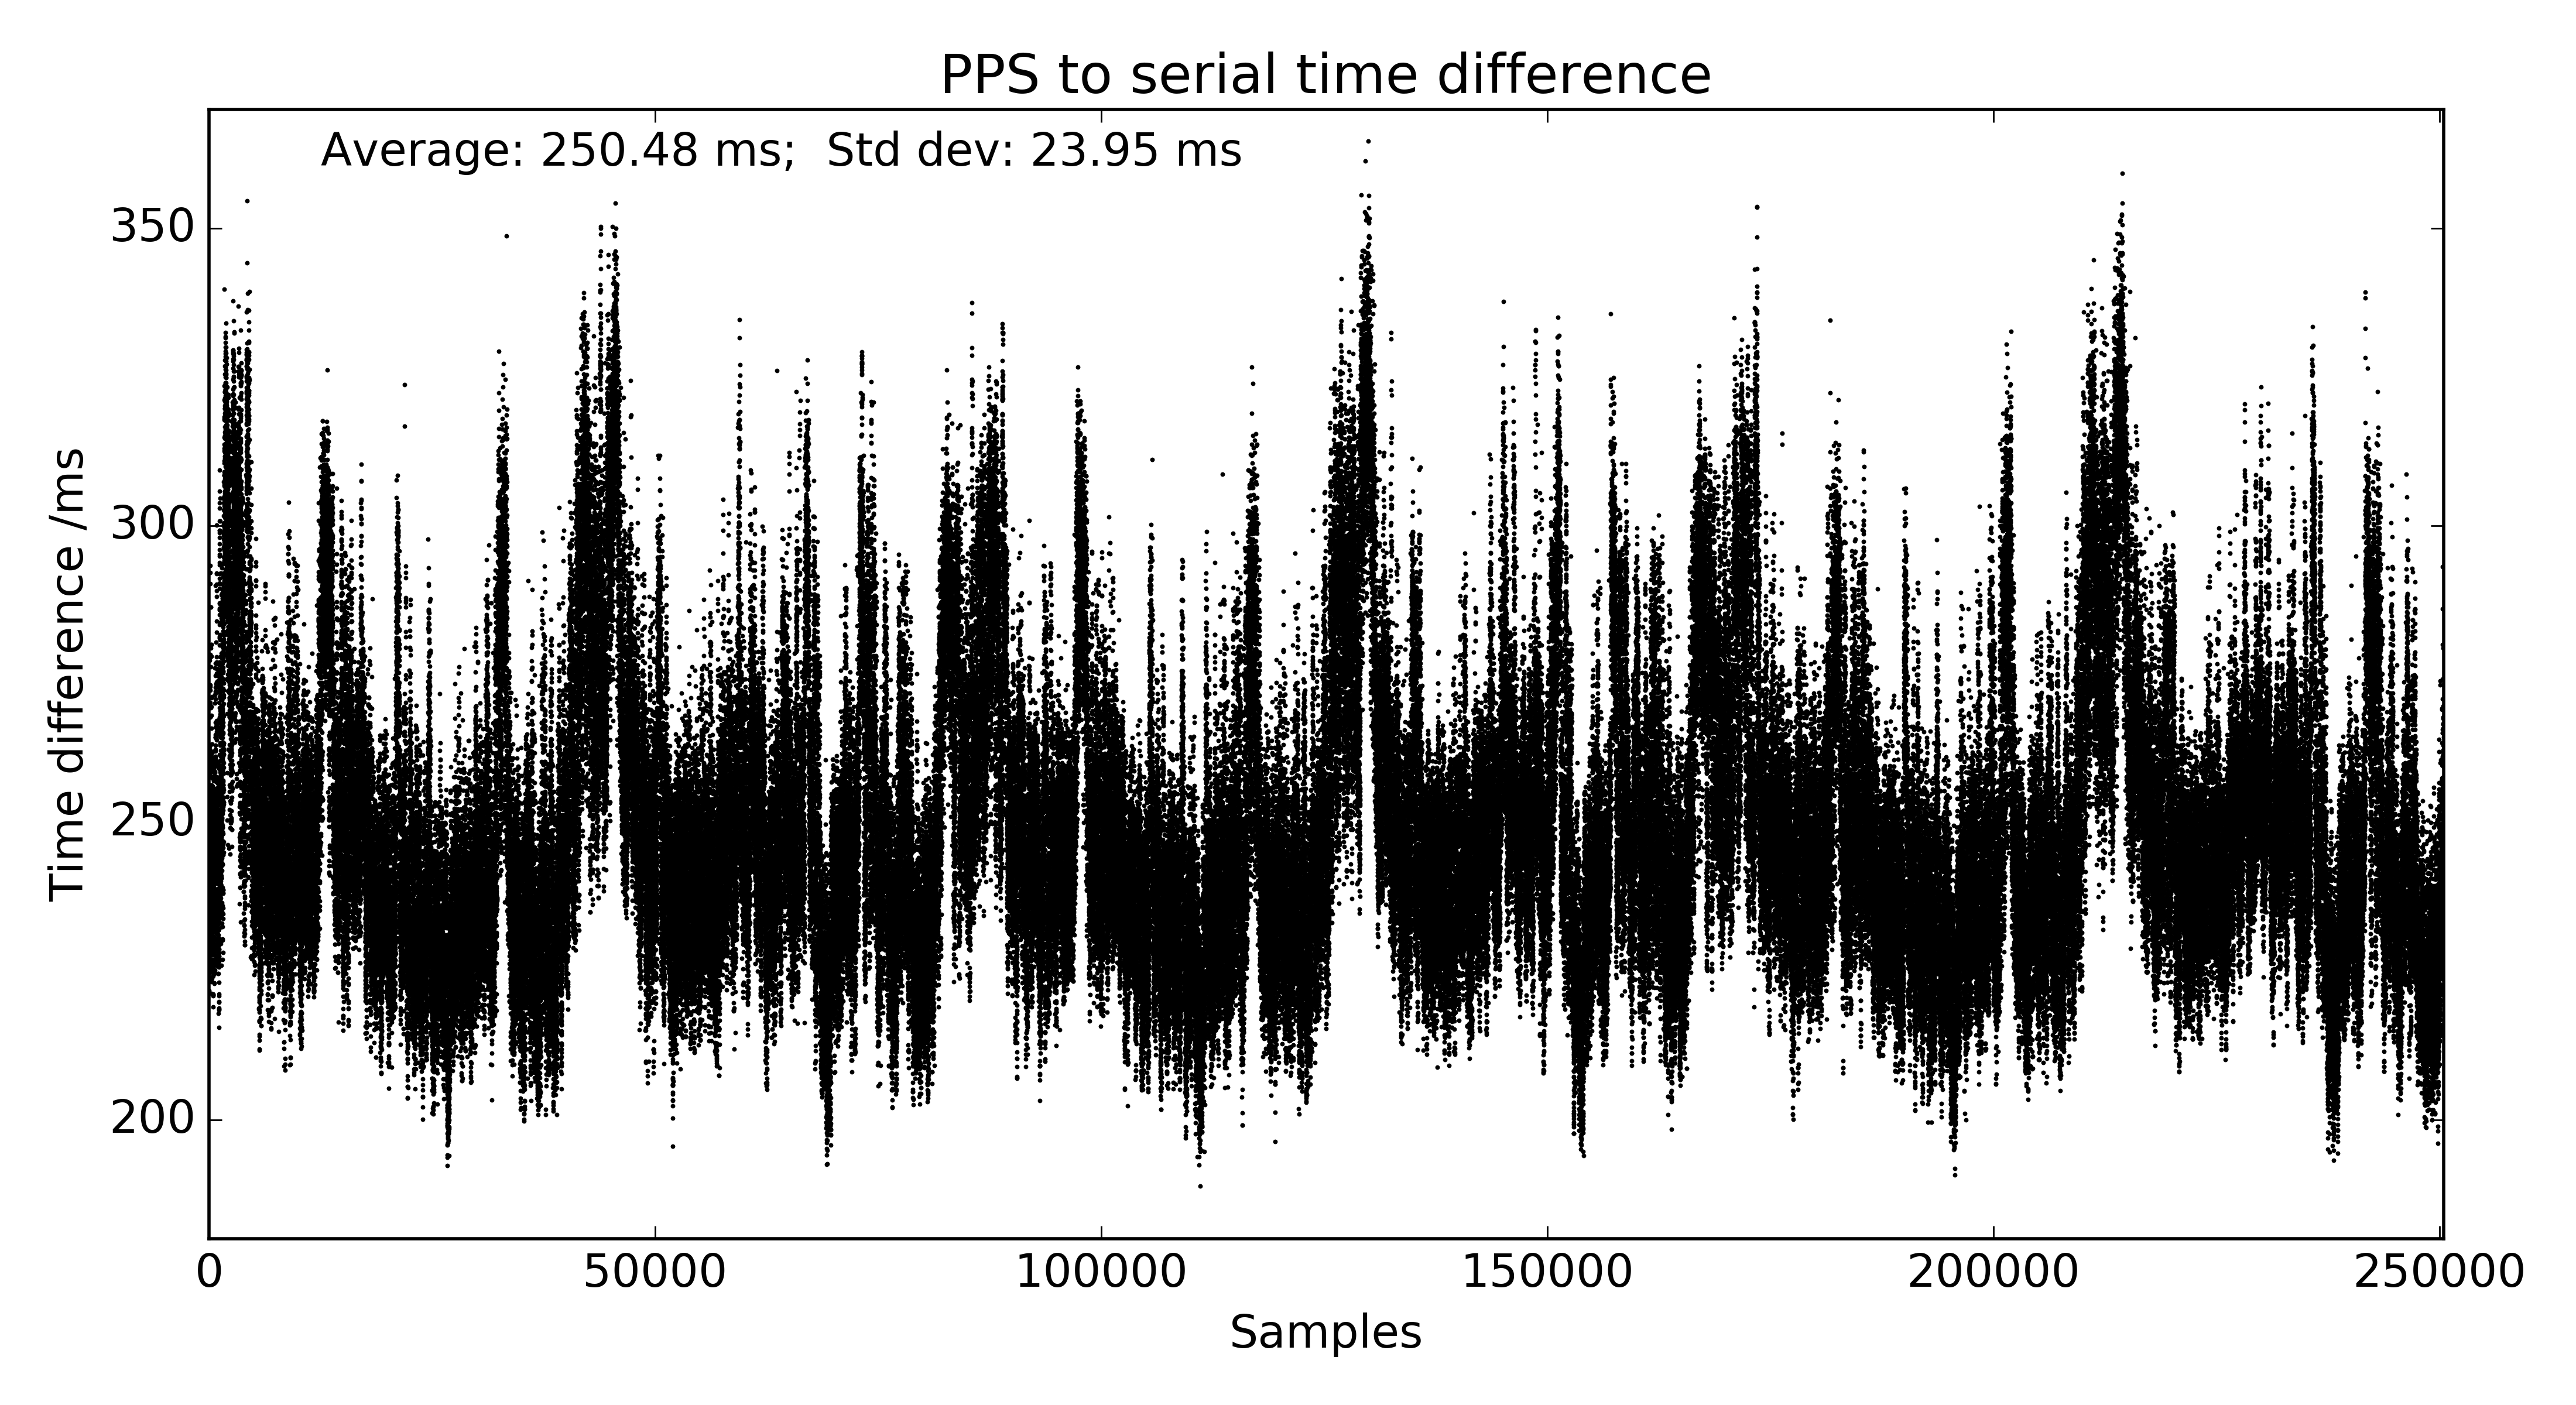 PPS to serial time difference
Average: 250.48 ms;  Std dev: 23.95 ms
Time difference /ms
350
300
250
200
0 50000 100000 150000 200000 250000
Samples